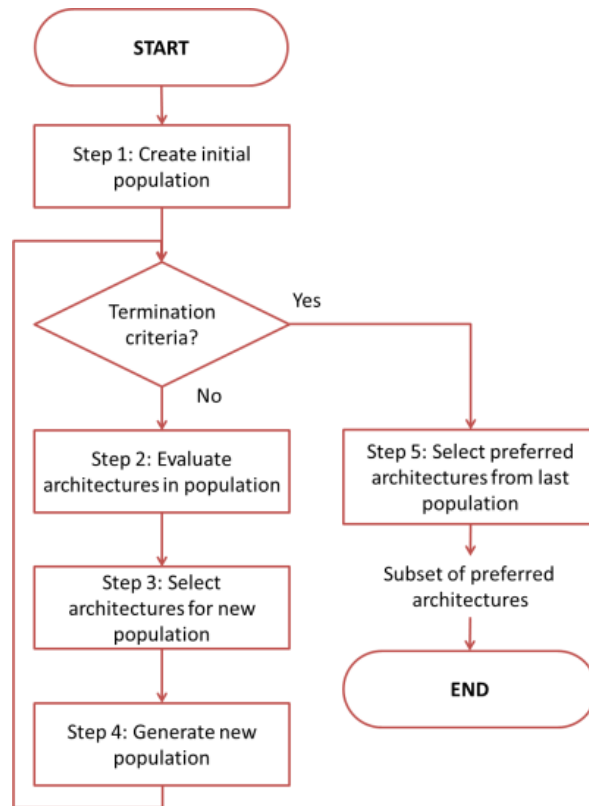 START
Step 1: Create initial
population
Termination
criteria?
Yes
No
Step 2: Evaluate
architectures in population
Step 3: Select
architectures for new
population
Step 4: Generate new
population
Step 5: Select preferred
architectures from last
population
Subset of preferred
architectures
END